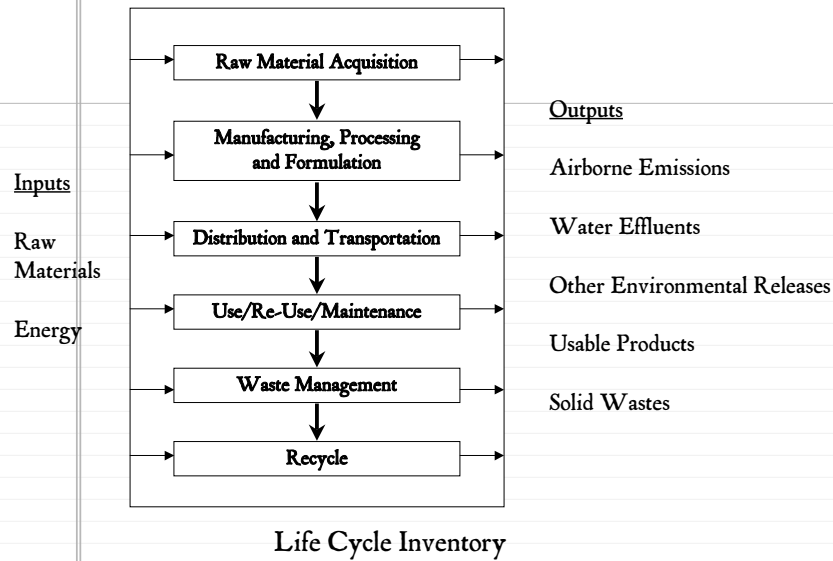 Inputs
Raw
Materials
Energy
Raw Material Acquisition
Manufacturing, Processing
and Formulation
Distribution and Transportation
Use/Re-Use/Maintenance
Waste Management
Recycle
Outputs
Airborne Emissions
Water Effluents
Other Environmental Releases
Usable Products
Solid Wastes
Life Cycle Inventory